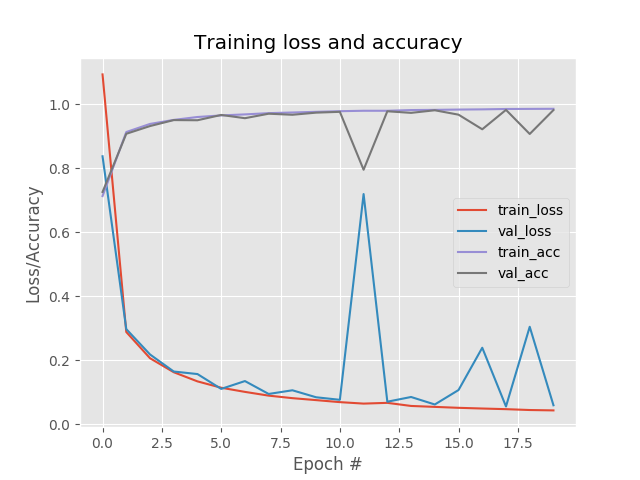 Training loss and accuracy
Loss/Accuracy
1.0
0.8
0.6
0.4
0.2
0.0
train_loss
val_loss
train_acc
val_acc
0.0 2.5 5.0 7.5 10.0 12.5 15.0 17.5
Epoch #